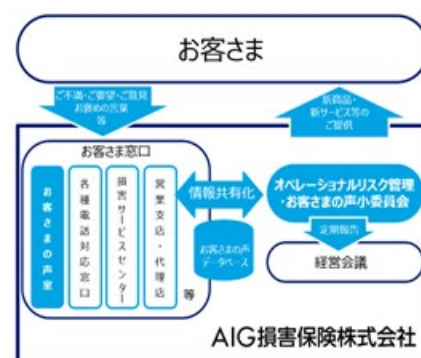 お客さま
ご不満・ご要望・ご意見
お褒めの言葉
等
新商品・
新サービス等の
ご提供
お客さま窓口
お客さまの声室
各種電話対応窓口
損害サービスセンター
営業支店・代理店
等
情報共有化
お客さまの声
データベース
オペレーショナルリスク管理
・お客さまの声小委員会
定期報告
経営会議
AIG損害保険株式会社